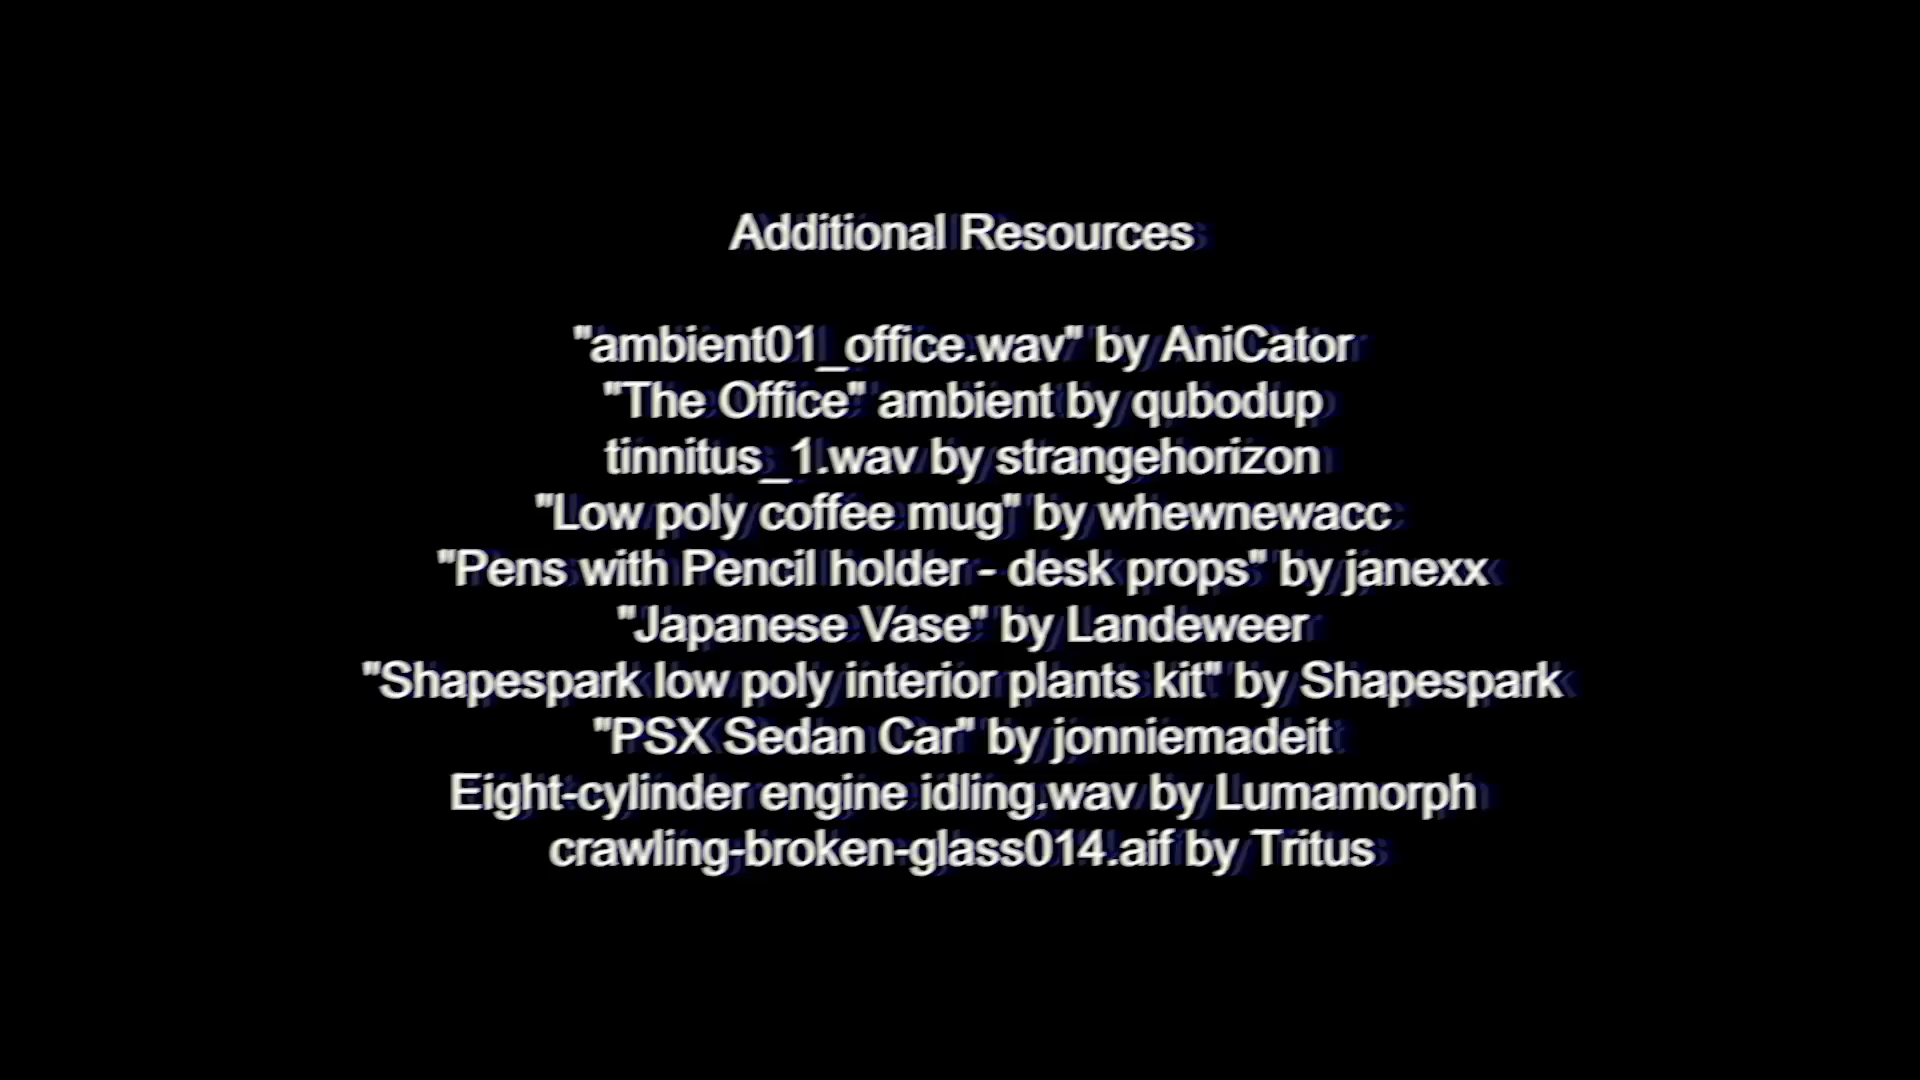 Additional Resources
"ambient01_office.wav" by AniCator
"The Office" ambient by qubodup
tinnitus_1.wav by strangehorizon
"Low poly coffee mug" by whewnewacc
"Pens with Pencil holder - desk props" by janexx
"Japanese Vase" by Landeweer
"Shapespark low poly interior plants kit" by Shapespark
"PSX Sedan Car" by jonniemadeit
Eight-cylinder engine idling.wav by Lumamorph
crawling-broken-glass014.aif by Tritus